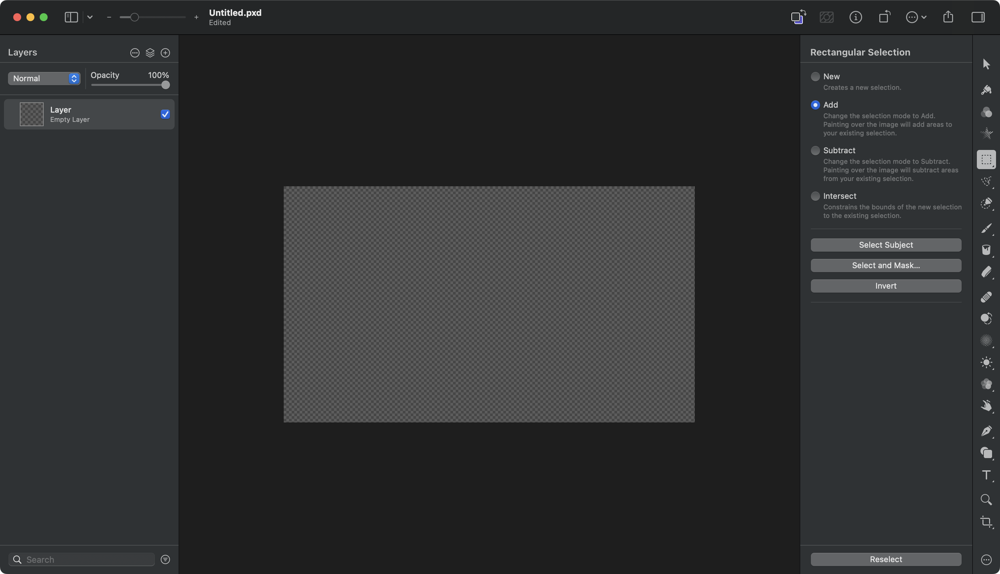 Untitled.pxd
Edited
Layers
Normal
Opacity 100%
Layer
Empty Layer
Search
Rectangular Selection
New
Creates a new selection.
Add
Change the selection mode to Add.
Painting over the image will add areas to
your existing selection.
Subtract
Change the selection mode to Subtract.
Painting over the image will subtract areas
from your existing selection.
Intersect
Constrains the bounds of the new selection
to the existing selection.
Select Subject
Select and Mask...
Invert
Reselect